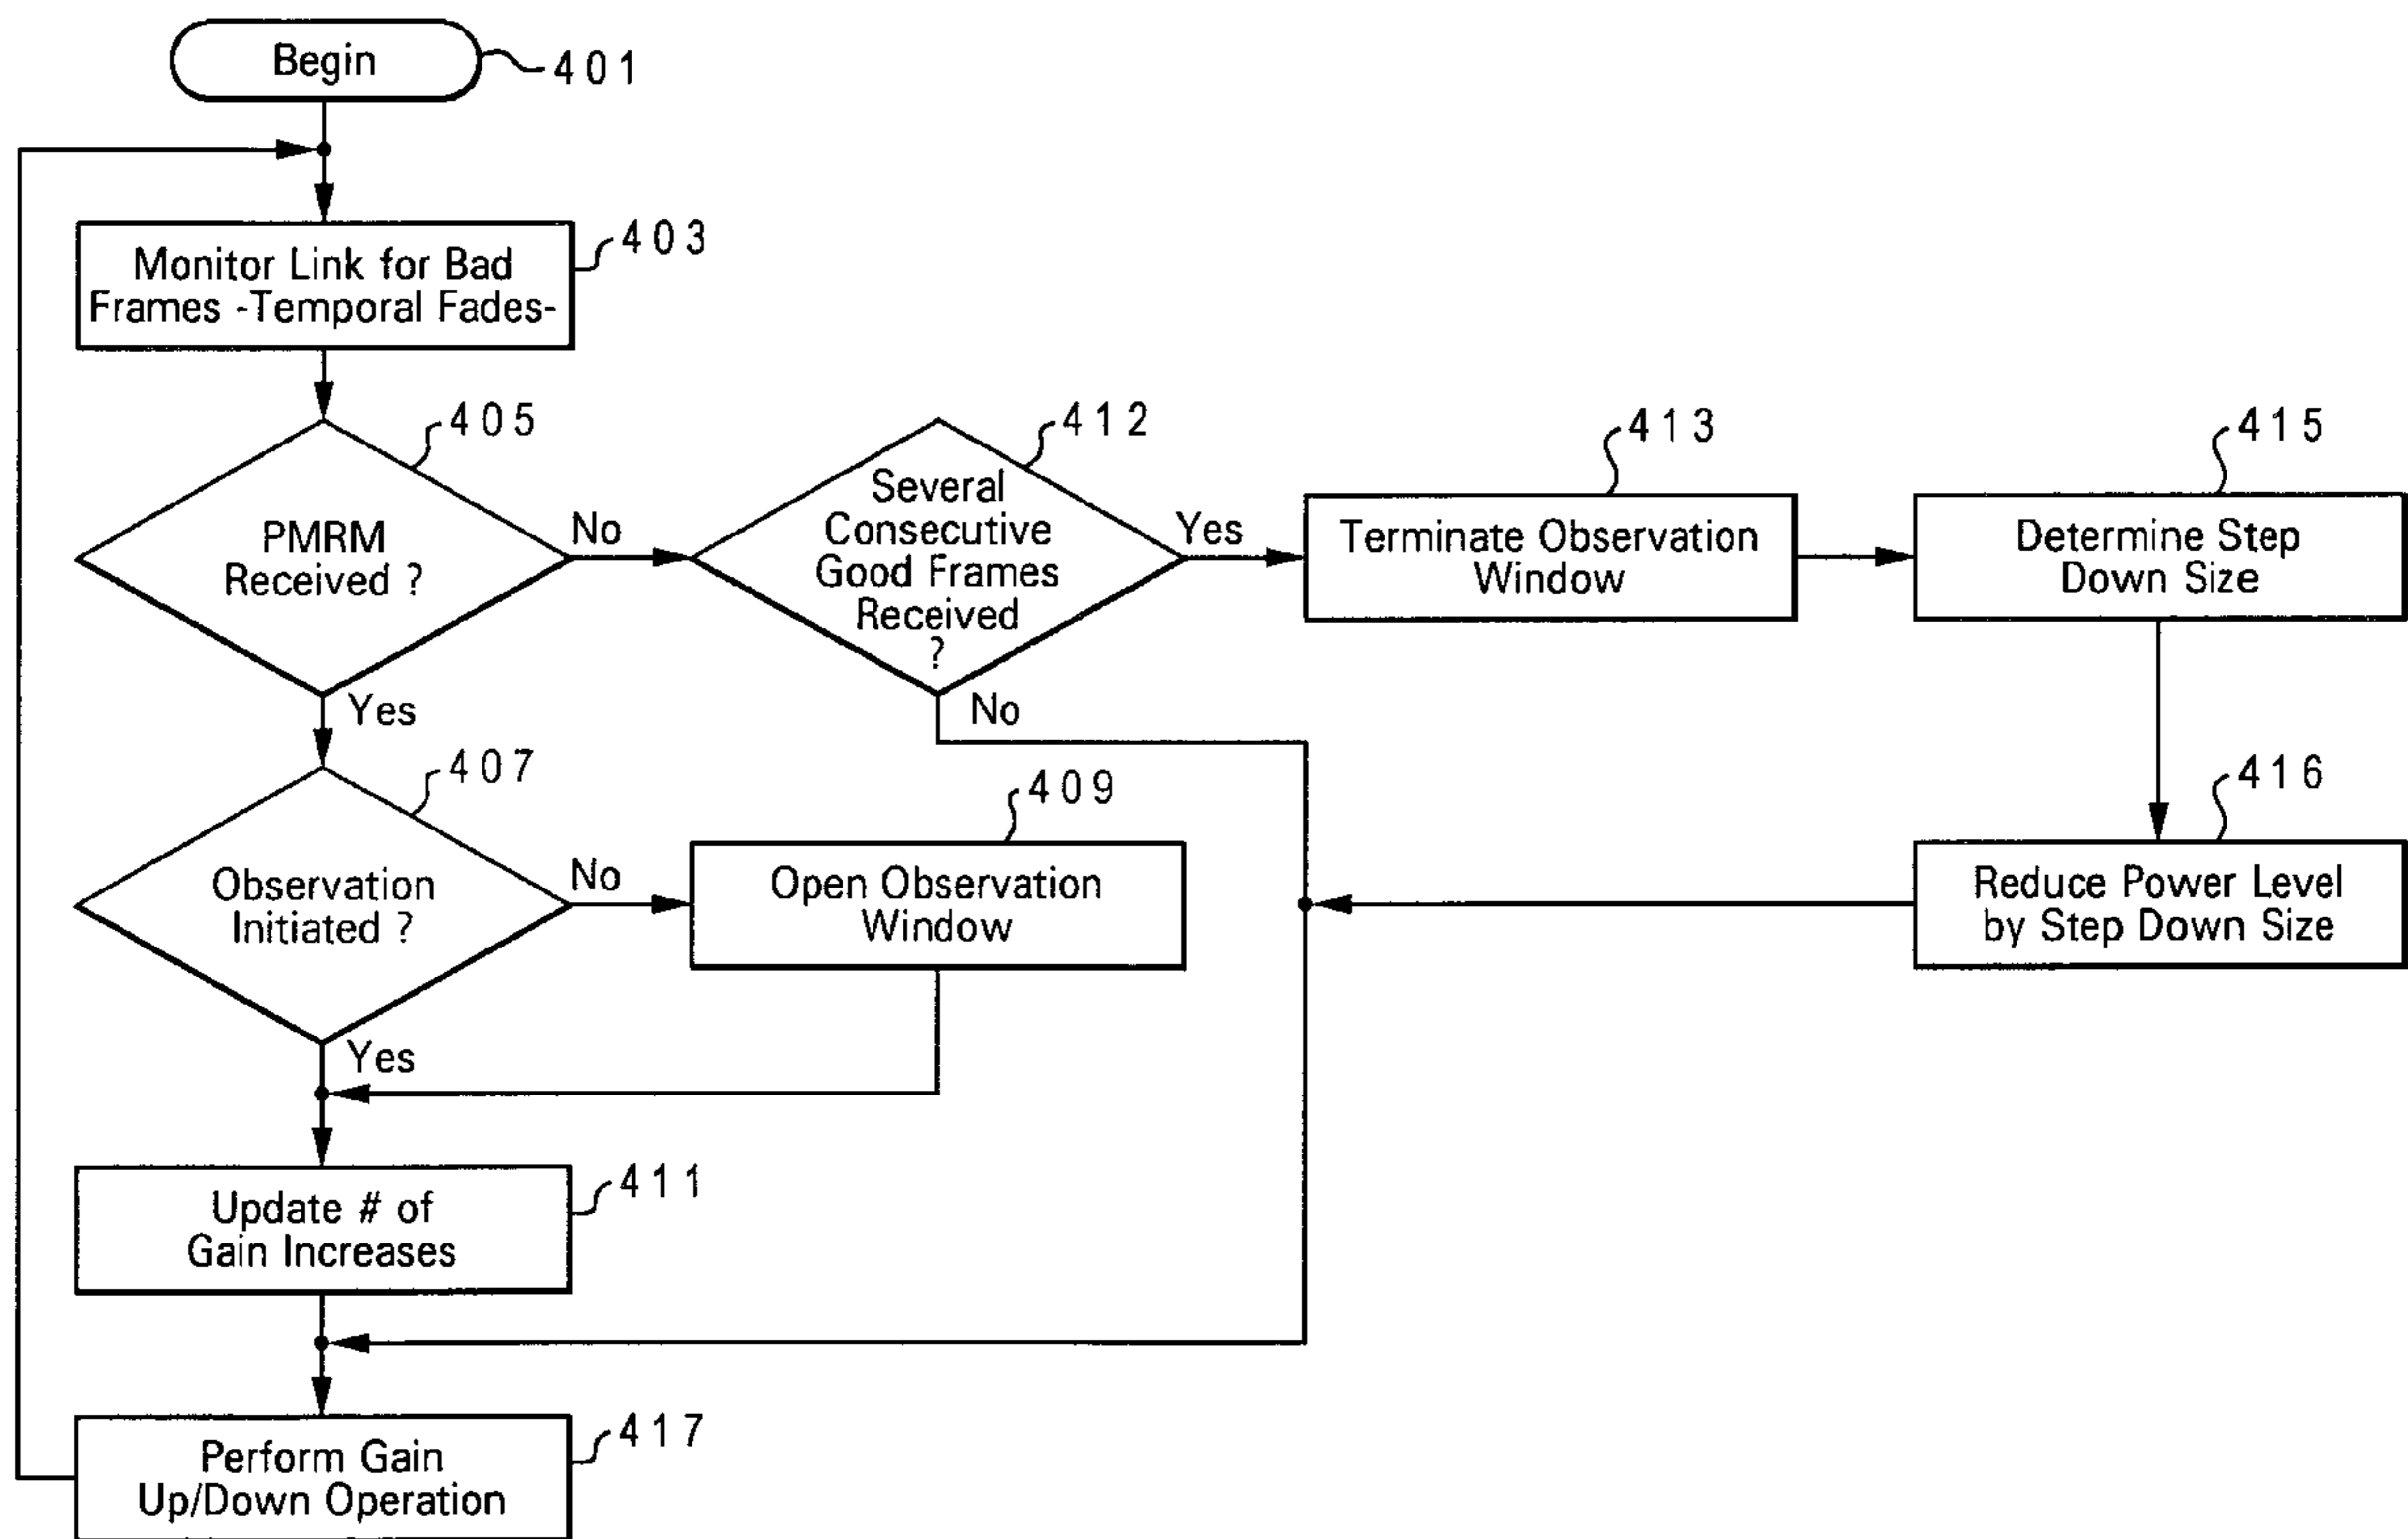 Begin
401
Monitor Link for Bad
Frames -Temporal Fades-
403
PMRM
Received ?
405
No
Yes
Several
Consecutive
Good Frames
Received
?
412
Yes
No
Terminate Observation
Window
413
Determine Step
Down Size
415
Observation
Initiated ?
407
No
Yes
Open Observation
Window
409
Reduce Power Level
by Step Down Size
416
Update # of
Gain Increases
411
Perform Gain
Up/Down Operation
417